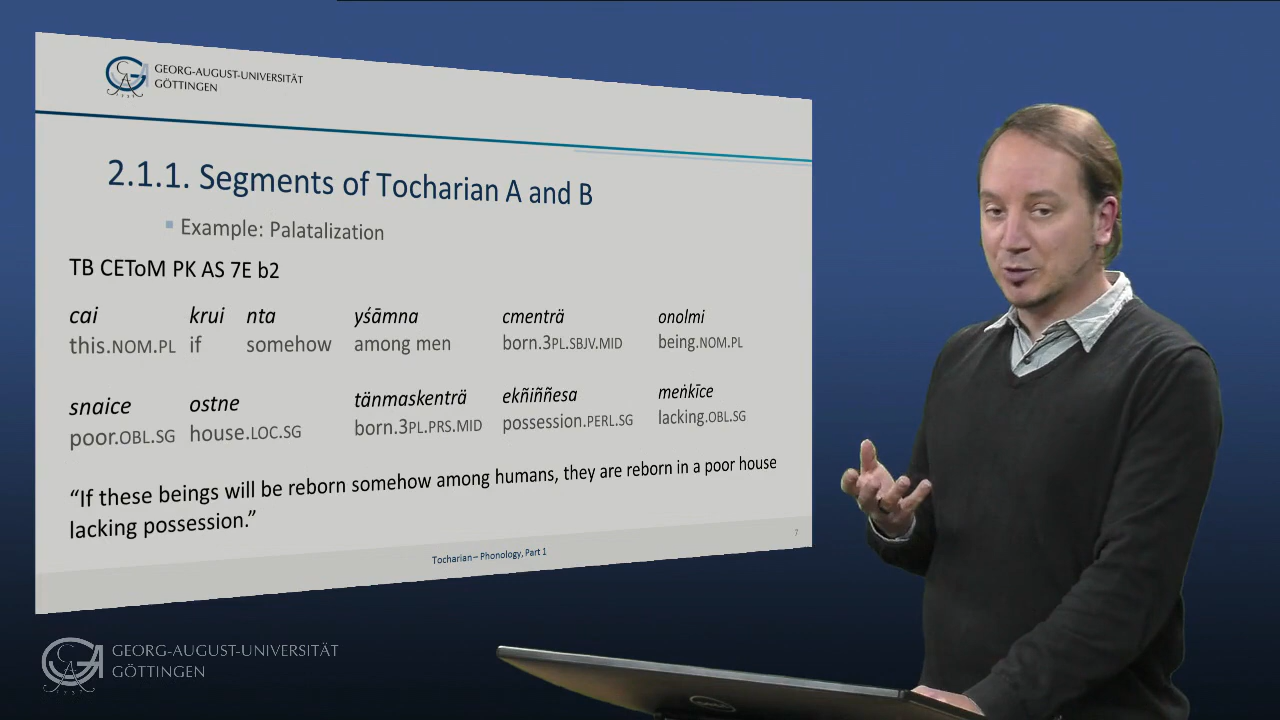 GEORG-AUGUST-UNIVERSITÄT
GÖTTINGEN
2.1.1. Segments of Tocharian A and B
Example: Palatalization
TB CEToM PK AS 7E b2
cai krui nta yśāmna cmenträ onolmi
this.NOM.PL if somehow among men born.3PL.SBJV.MID being.NOM.PL
snaice ostne tänmaskenträ ekñiññesa meṅkīce
poor.OBL.SG house.LOC.SG born.3PL.PRS.MID possession.PERL.SG lacking.OBL.SG
“If these beings will be reborn somehow among humans, they are reborn in a poor house
lacking possession.”
7
Tocharian – Phonology, Part 1
GEORG-AUGUST-UNIVERSITÄT
GÖTTINGEN